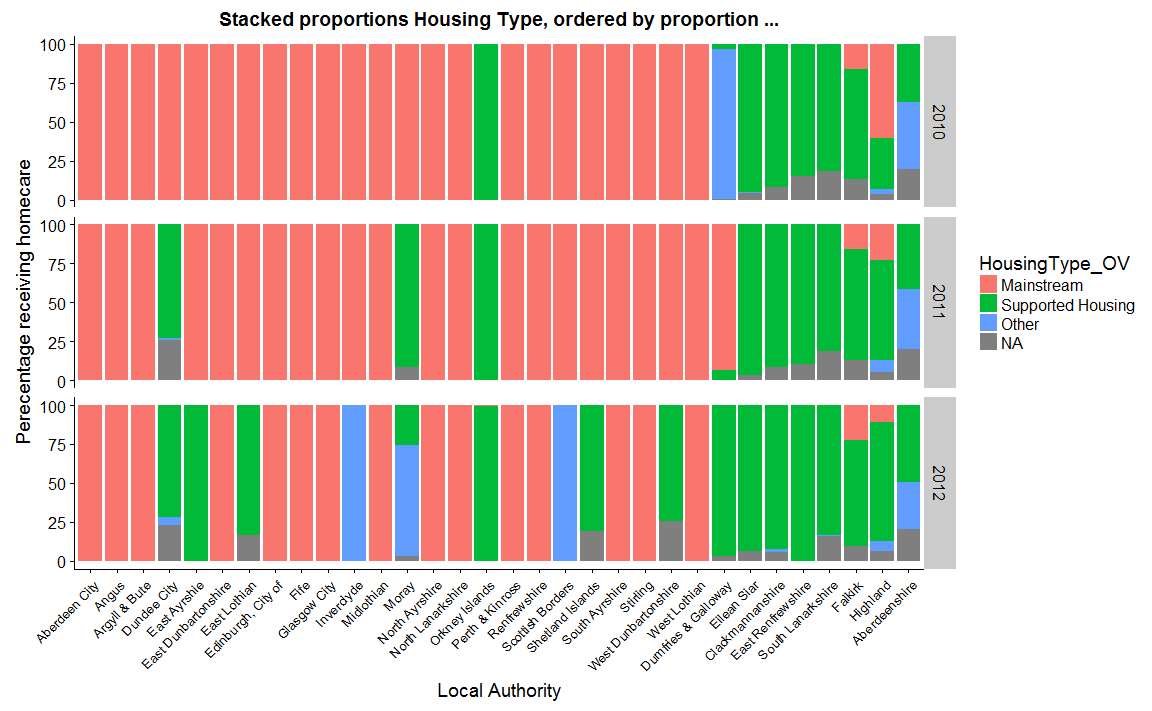 Stacked proportions Housing Type, ordered by proportion ...
Perecentage receiving homecare
100
75
50
25
0
2010
100
75
50
25
0
2011
100
75
50
25
0
2012
Aberdeen City
Angus
Argyll & Bute
Dundee City
East Ayrshire
East Dunbartonshire
East Lothian
Edinburgh, City of
Fife
Glasgow City
Inverclyde
Midlothian
Moray
North Ayrshire
North Lanarkshire
Orkney Islands
Perth & Kinross
Renfrewshire
Scottish Borders
Shetland Islands
South Ayrshire
Stirling
West Dunbartonshire
West Lothian
Dumfries & Galloway
Eilean Siar
Clackmannanshire
East Renfrewshire
South Lanarkshire
Falkirk
Highland
Aberdeenshire
Local Authority
HousingType_OV
Mainstream
Supported Housing
Other
NA